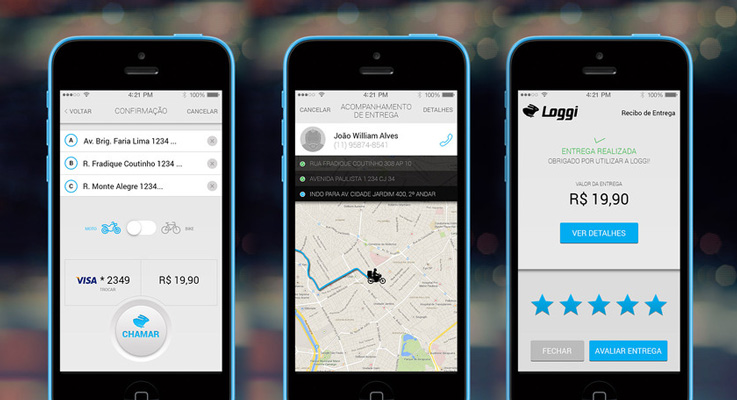 4:21 PM 100%
< VOLTAR CONFIRMAÇÃO CANCELAR
A Av. Brig. Faria Lima 1234 ...
B R. Fradique Coutinho 1234 ...
C R. Monte Alegre 1234...
MOTO BIKE
VISA * 2349 R$ 19,90
TROCAR
CHAMAR
4:21 PM 100%
CANCELAR ACOMPANHAMENTO DETALHES
DE ENTREGA
João William Alves
(11) 95874-8541
RUA FRADIQUE COUTINHO 308 AP 10
AVENIDA PAULISTA 1.234 CJ 34
INDO PARA AV. CIDADE JARDIM 400, 2º ANDAR
4:21 PM 100%
Loggi Recibo de Entrega
ENTREGA REALIZADA
OBRIGADO POR UTILIZAR A LOGGI!
VALOR DA ENTREGA
R$ 19,90
VER DETALHES
FECHAR AVALIAR ENTREGA